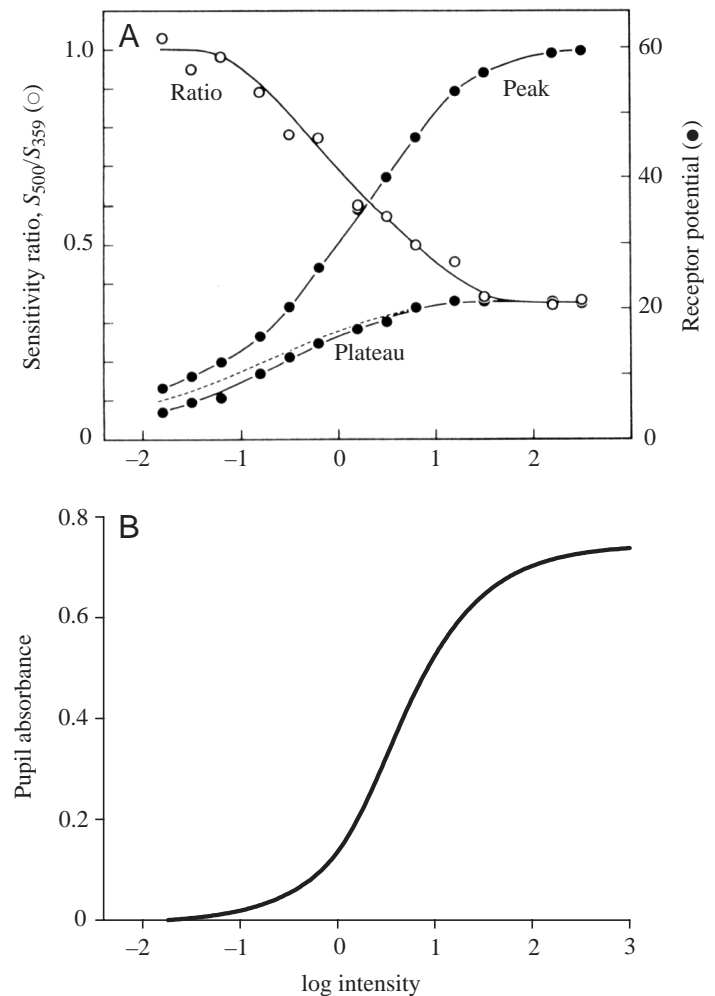 A
1.0
0.5
0
Sensitivity ratio, S500/S359 (○)
Ratio
Peak
Plateau
60
40
20
0
Receptor potential (●)
–2 –1 0 1 2 3
B
0.8
0.6
0.4
0.2
0
Pupil absorbance
–2 –1 0 1 2 3
log intensity